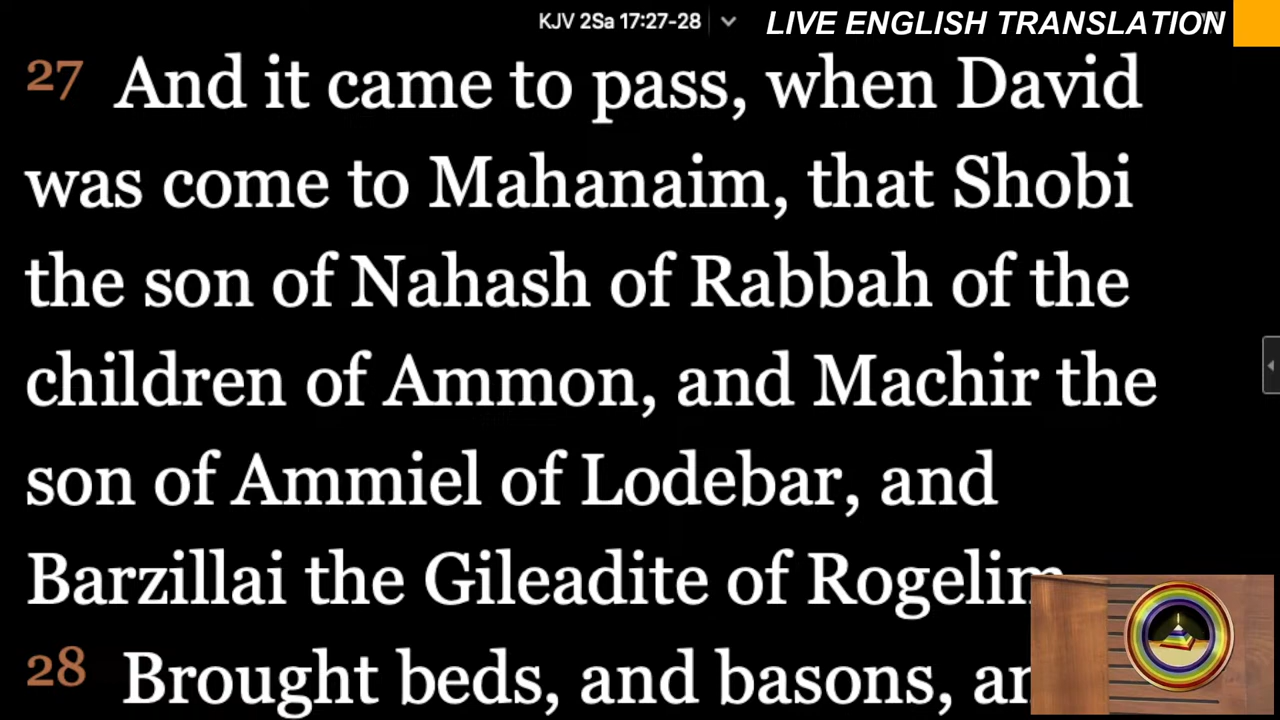 KJV 2Sa 17:27-28
LIVE ENGLISH TRANSLATION
27 And it came to pass, when David
was come to Mahanaim, that Shobi
the son of Nahash of Rabbah of the
children of Ammon, and Machir the
son of Ammiel of Lodebar, and
Barzillai the Gileadite of Rogelim
28 Brought beds, and basons,